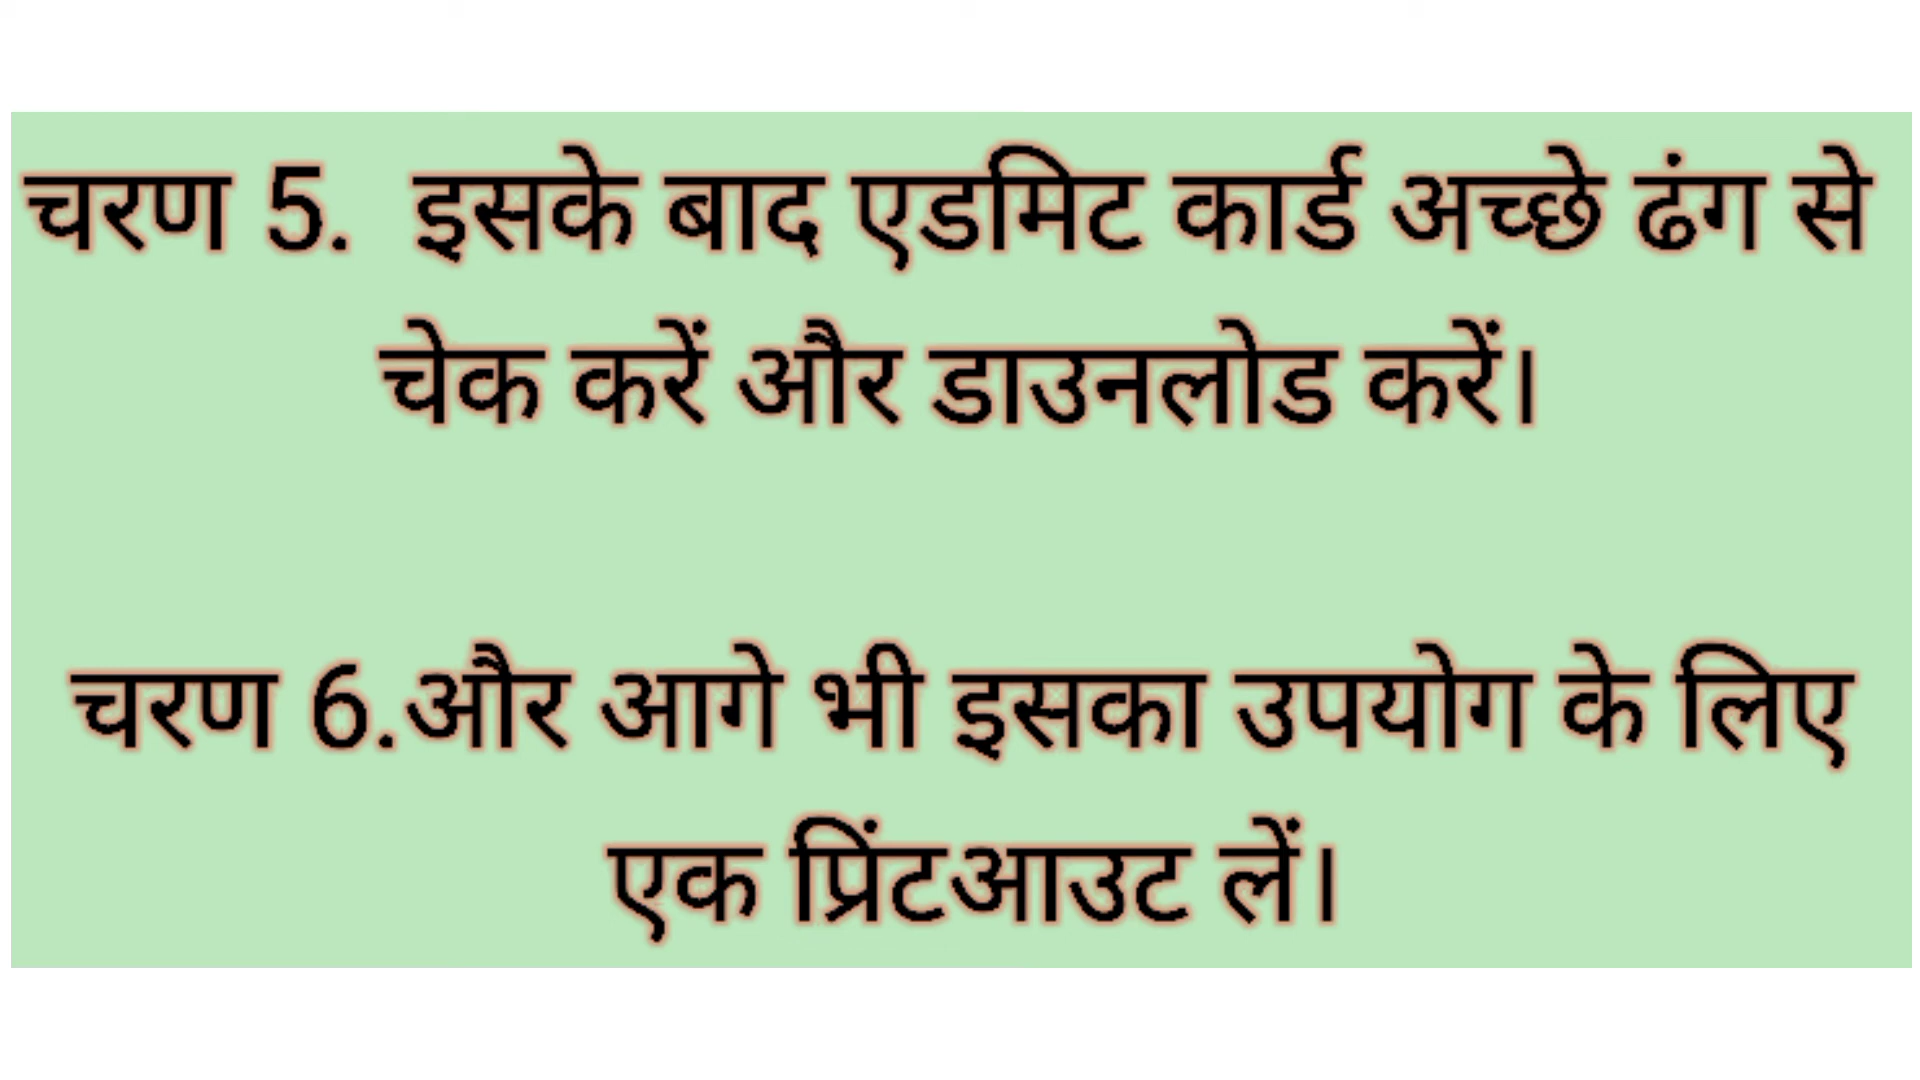 चरण 5. इसके बाद एडमिट कार्ड अच्छे ढंग से
चेक करें और डाउनलोड करें।
चरण 6.और आगे भी इसका उपयोग के लिए
एक प्रिंटआउट लें।